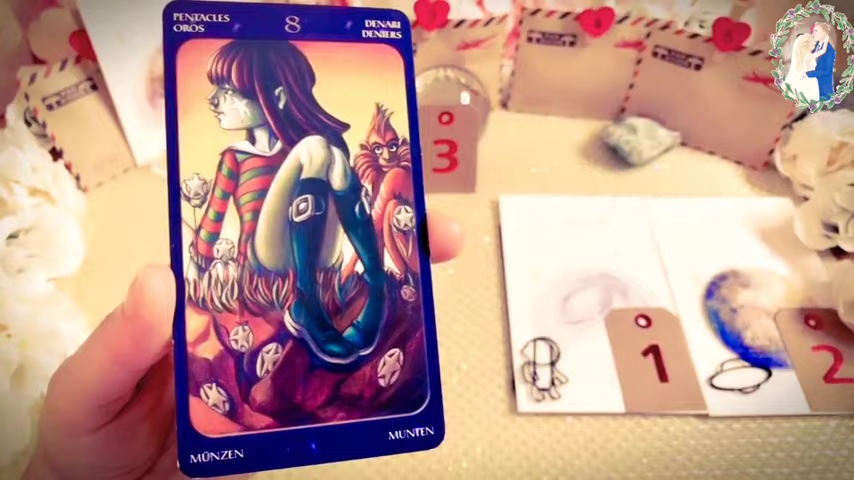 PENTACLES
OROS
8
DENARI
DENIERS
MÜNZEN
MUNTEN
3
1
2